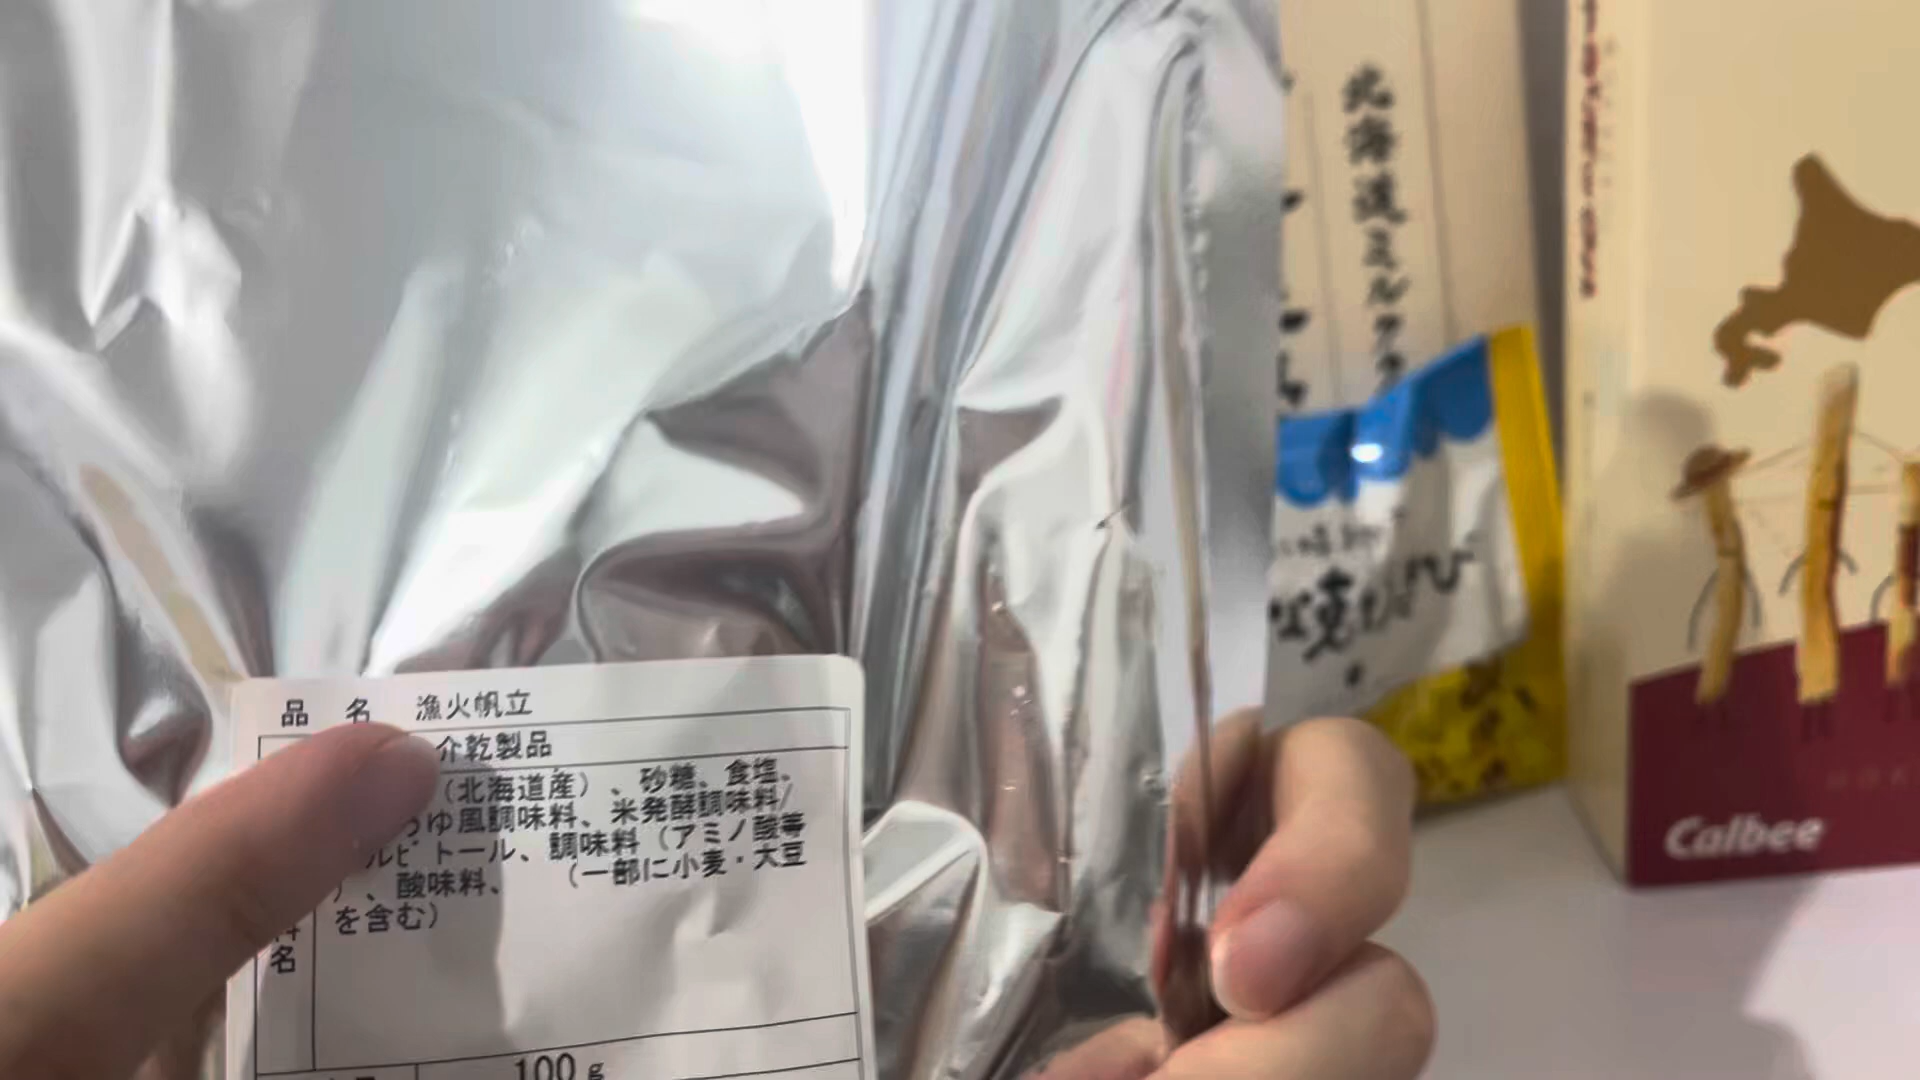 品 名 漁火帆立
介乾製品
(北海道産)、砂糖、食塩、
ゆ風調味料、米発酵調味料/
ルビトール、調味料(アミノ酸等
)、酸味料、 (一部に小麦・大豆
を含む)
名
100g
北海道ミルクク
Calbee